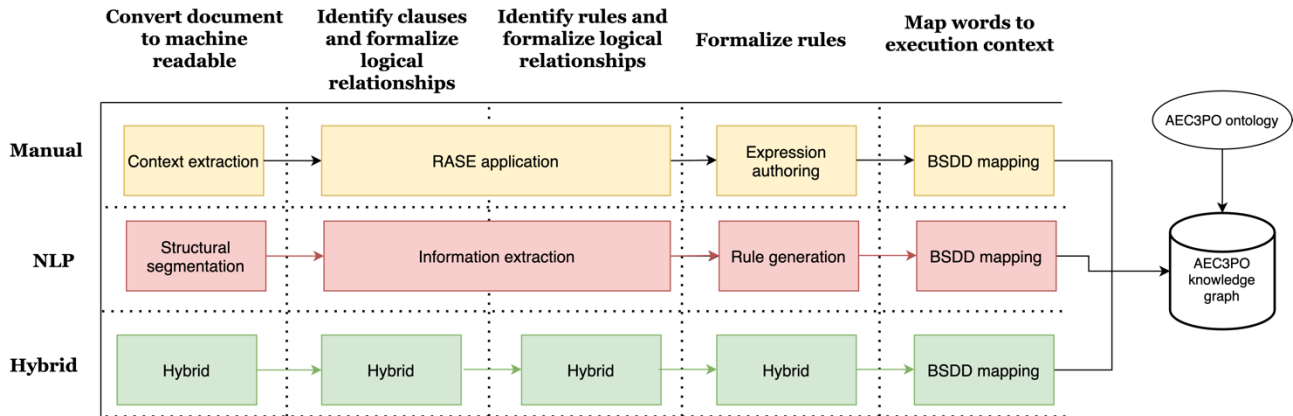 Convert document
to machine
readable
Identify clauses
and formalize
logical
relationships
Identify rules and
formalize logical
relationships
Formalize rules
Map words to
execution context
Manual
Context extraction
RASE application
Expression
authoring
BSDD mapping
AEC3PO ontology
NLP
Structural
segmentation
Information extraction
Rule generation
BSDD mapping
AEC3PO
knowledge
graph
Hybrid
Hybrid
Hybrid
Hybrid
Hybrid
BSDD mapping